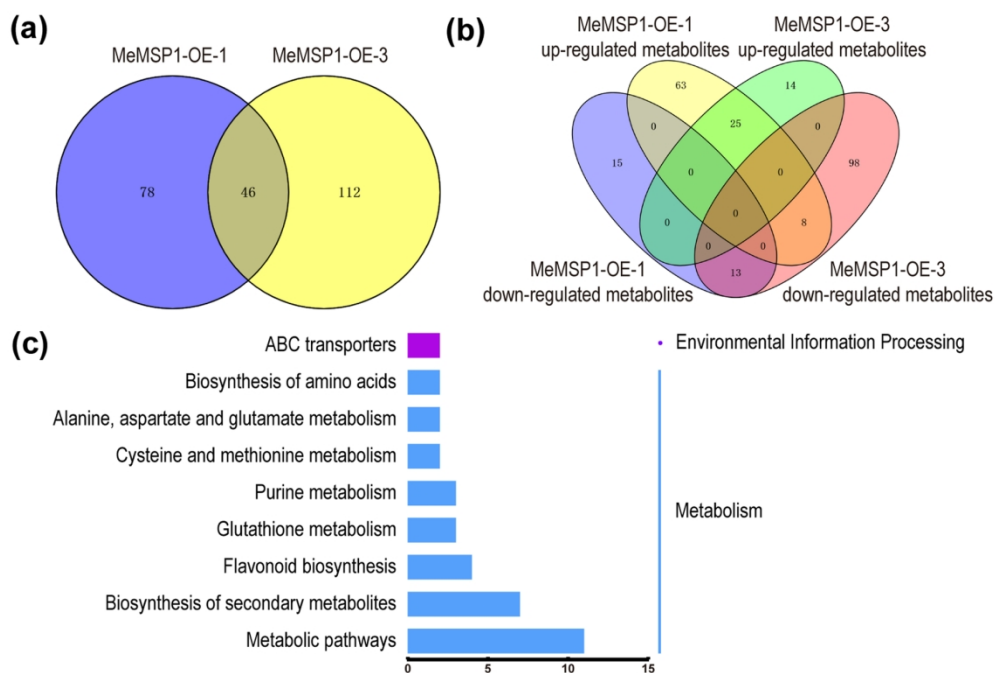 (a)
MeMSP1-OE-1 MeMSP1-OE-3
78 46 112
(b)
MeMSP1-OE-1 MeMSP1-OE-3
up-regulated metabolites up-regulated metabolites
63 14
0 25 0
15 0 0 98
0 0 8
0 0
13
MeMSP1-OE-1 MeMSP1-OE-3
down-regulated metabolites down-regulated metabolites
(c)
ABC transporters
Biosynthesis of amino acids
Alanine, aspartate and glutamate metabolism
Cysteine and methionine metabolism
Purine metabolism
Glutathione metabolism
Flavonoid biosynthesis
Biosynthesis of secondary metabolites
Metabolic pathways
0 5 10 15
Environmental Information Processing
Metabolism